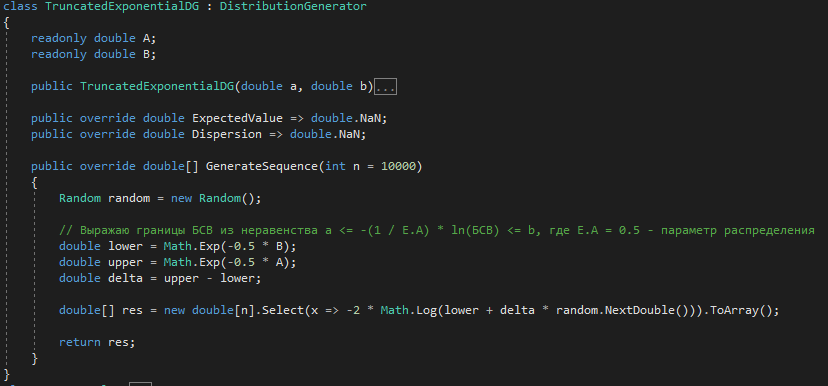 class TruncatedExponentialDG : DistributionGenerator
{
readonly double A;
readonly double B;
public TruncatedExponentialDG(double a, double b)...
public override double ExpectedValue => double.NaN;
public override double Dispersion => double.NaN;
public override double[] GenerateSequence(int n = 10000)
{
Random random = new Random();
// Выражаю границы БСВ из неравенства a <= -(1 / E.A) * ln(БСВ) <= b, где E.A = 0.5 - параметр распределения
double lower = Math.Exp(-0.5 * B);
double upper = Math.Exp(-0.5 * A);
double delta = upper - lower;
double[] res = new double[n].Select(x => -2 * Math.Log(lower + delta * random.NextDouble())).ToArray();
return res;
}
}